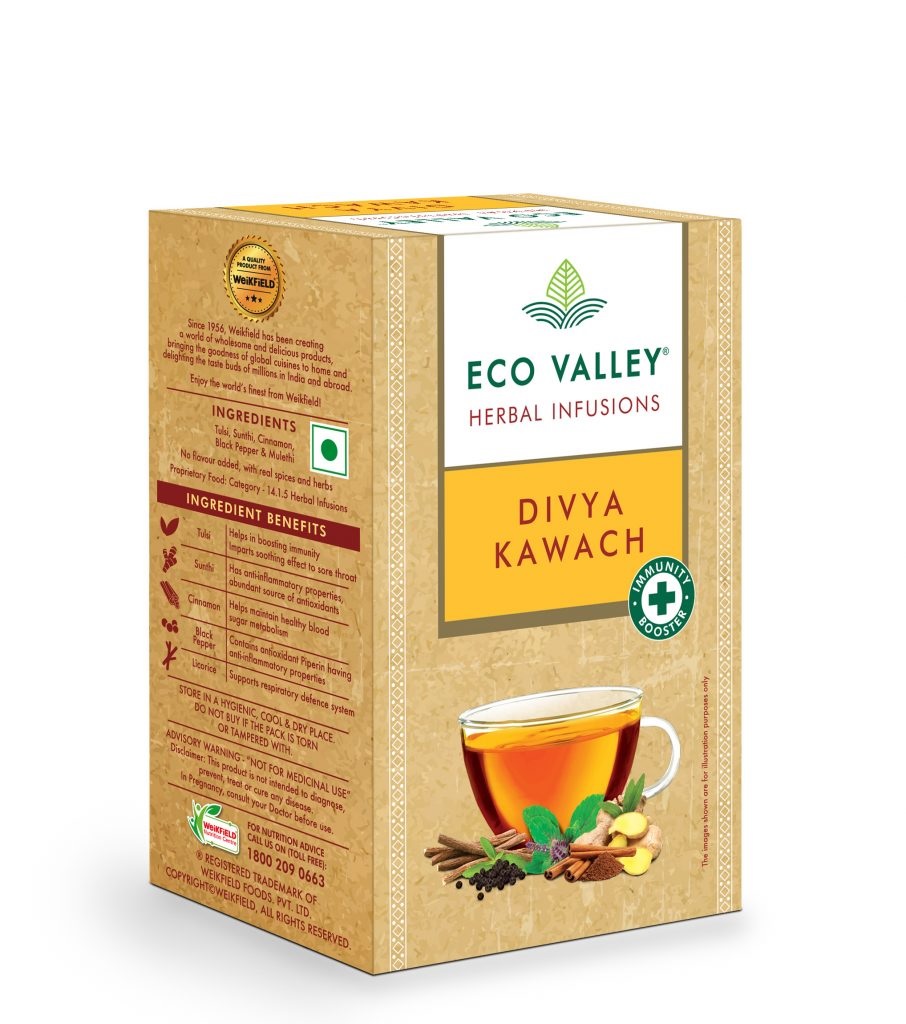 DIVYA
KAWACH
ECO VALLEY
A QUALITY
PRODUCT FROM
WeiKFiELD
Since 1956, Weikfield has been creating
a world of wholesome and delicious products,
bringing the goodness of global cuisines to home and
delighting the taste buds of millions in India and abroad.
Enjoy the world's finest from Weikfield!
INGREDIENTS
Tulsi, Sunthi, Cinnamon,
Black Pepper & Mulethi
No flavour added, with real spices and herbs
Proprietary Food: Category - 14.1.5 Herbal Infusions
INGREDIENT BENEFITS
Tulsi
Helps in boosting immunity
Imparts soothing effect to sore throat
Sunthi
Has anti-inflammatory properties,
abundant source of antioxidants
Cinnamon
Helps maintain healthy blood
sugar metabolism
Black
Pepper
Contains antioxidant Piperin having
anti-inflammatory properties
Licorice
Supports respiratory defence system
STORE IN A HYGIENIC, COOL & DRY PLACE.
DO NOT BUY IF THE PACK IS TORN
OR TAMPERED WITH.
ADVISORY WARNING - "NOT FOR MEDICINAL USE"
Disclaimer: This product is not intended to diagnose,
prevent, treat or cure any disease.
In Pregnancy, consult your Doctor before use.
WeiKFiELD
Nutrition Centre
FOR NUTRITION ADVICE
CALL US ON (TOLL FREE):
1800 209 0663
® REGISTERED TRADEMARK OF
WEIKFIELD FOODS. PVT. LTD.
COPYRIGHT©WEIKFIELD, ALL RIGHTS RESERVED.
ECO VALLEY®
HERBAL INFUSIONS
DIVYA
KAWACH
IMMUNITY
BOOSTER
The images shown are for illustration purposes only